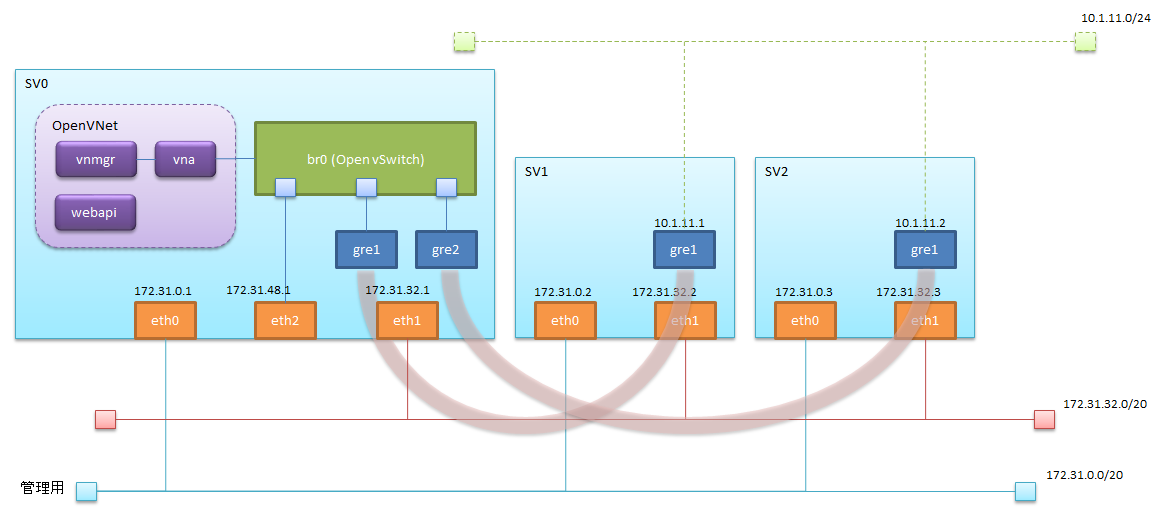 10.1.11.0/24
SV0
OpenVNet
vnmgr
vna
webapi
br0 (Open vSwitch)
gre1
gre2
172.31.0.1
172.31.48.1
172.31.32.1
eth0
eth2
eth1
SV1
10.1.11.1
gre1
172.31.0.2
172.31.32.2
eth0
eth1
SV2
10.1.11.2
gre1
172.31.0.3
172.31.32.3
eth0
eth1
172.31.32.0/20
172.31.0.0/20
管理用